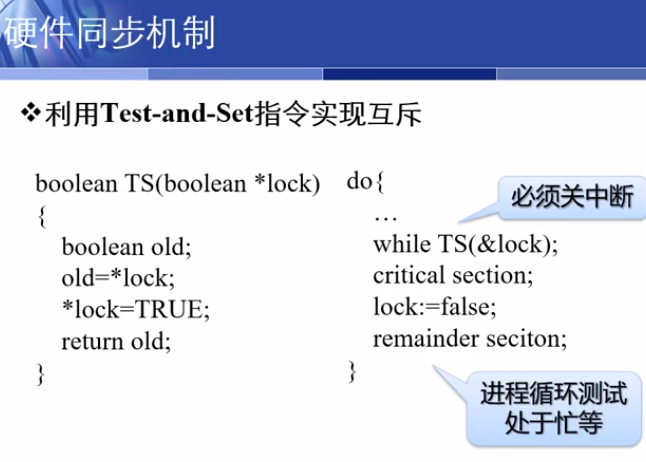 硬件同步机制
❖利用Test-and-Set指令实现互斥
boolean TS(boolean *lock)
{
boolean old;
old=*lock;
*lock=TRUE;
return old;
}
do{
…
while TS(&lock);
critical section;
lock:=false;
remainder seciton;
}
必须关中断
进程循环测试
处于忙等